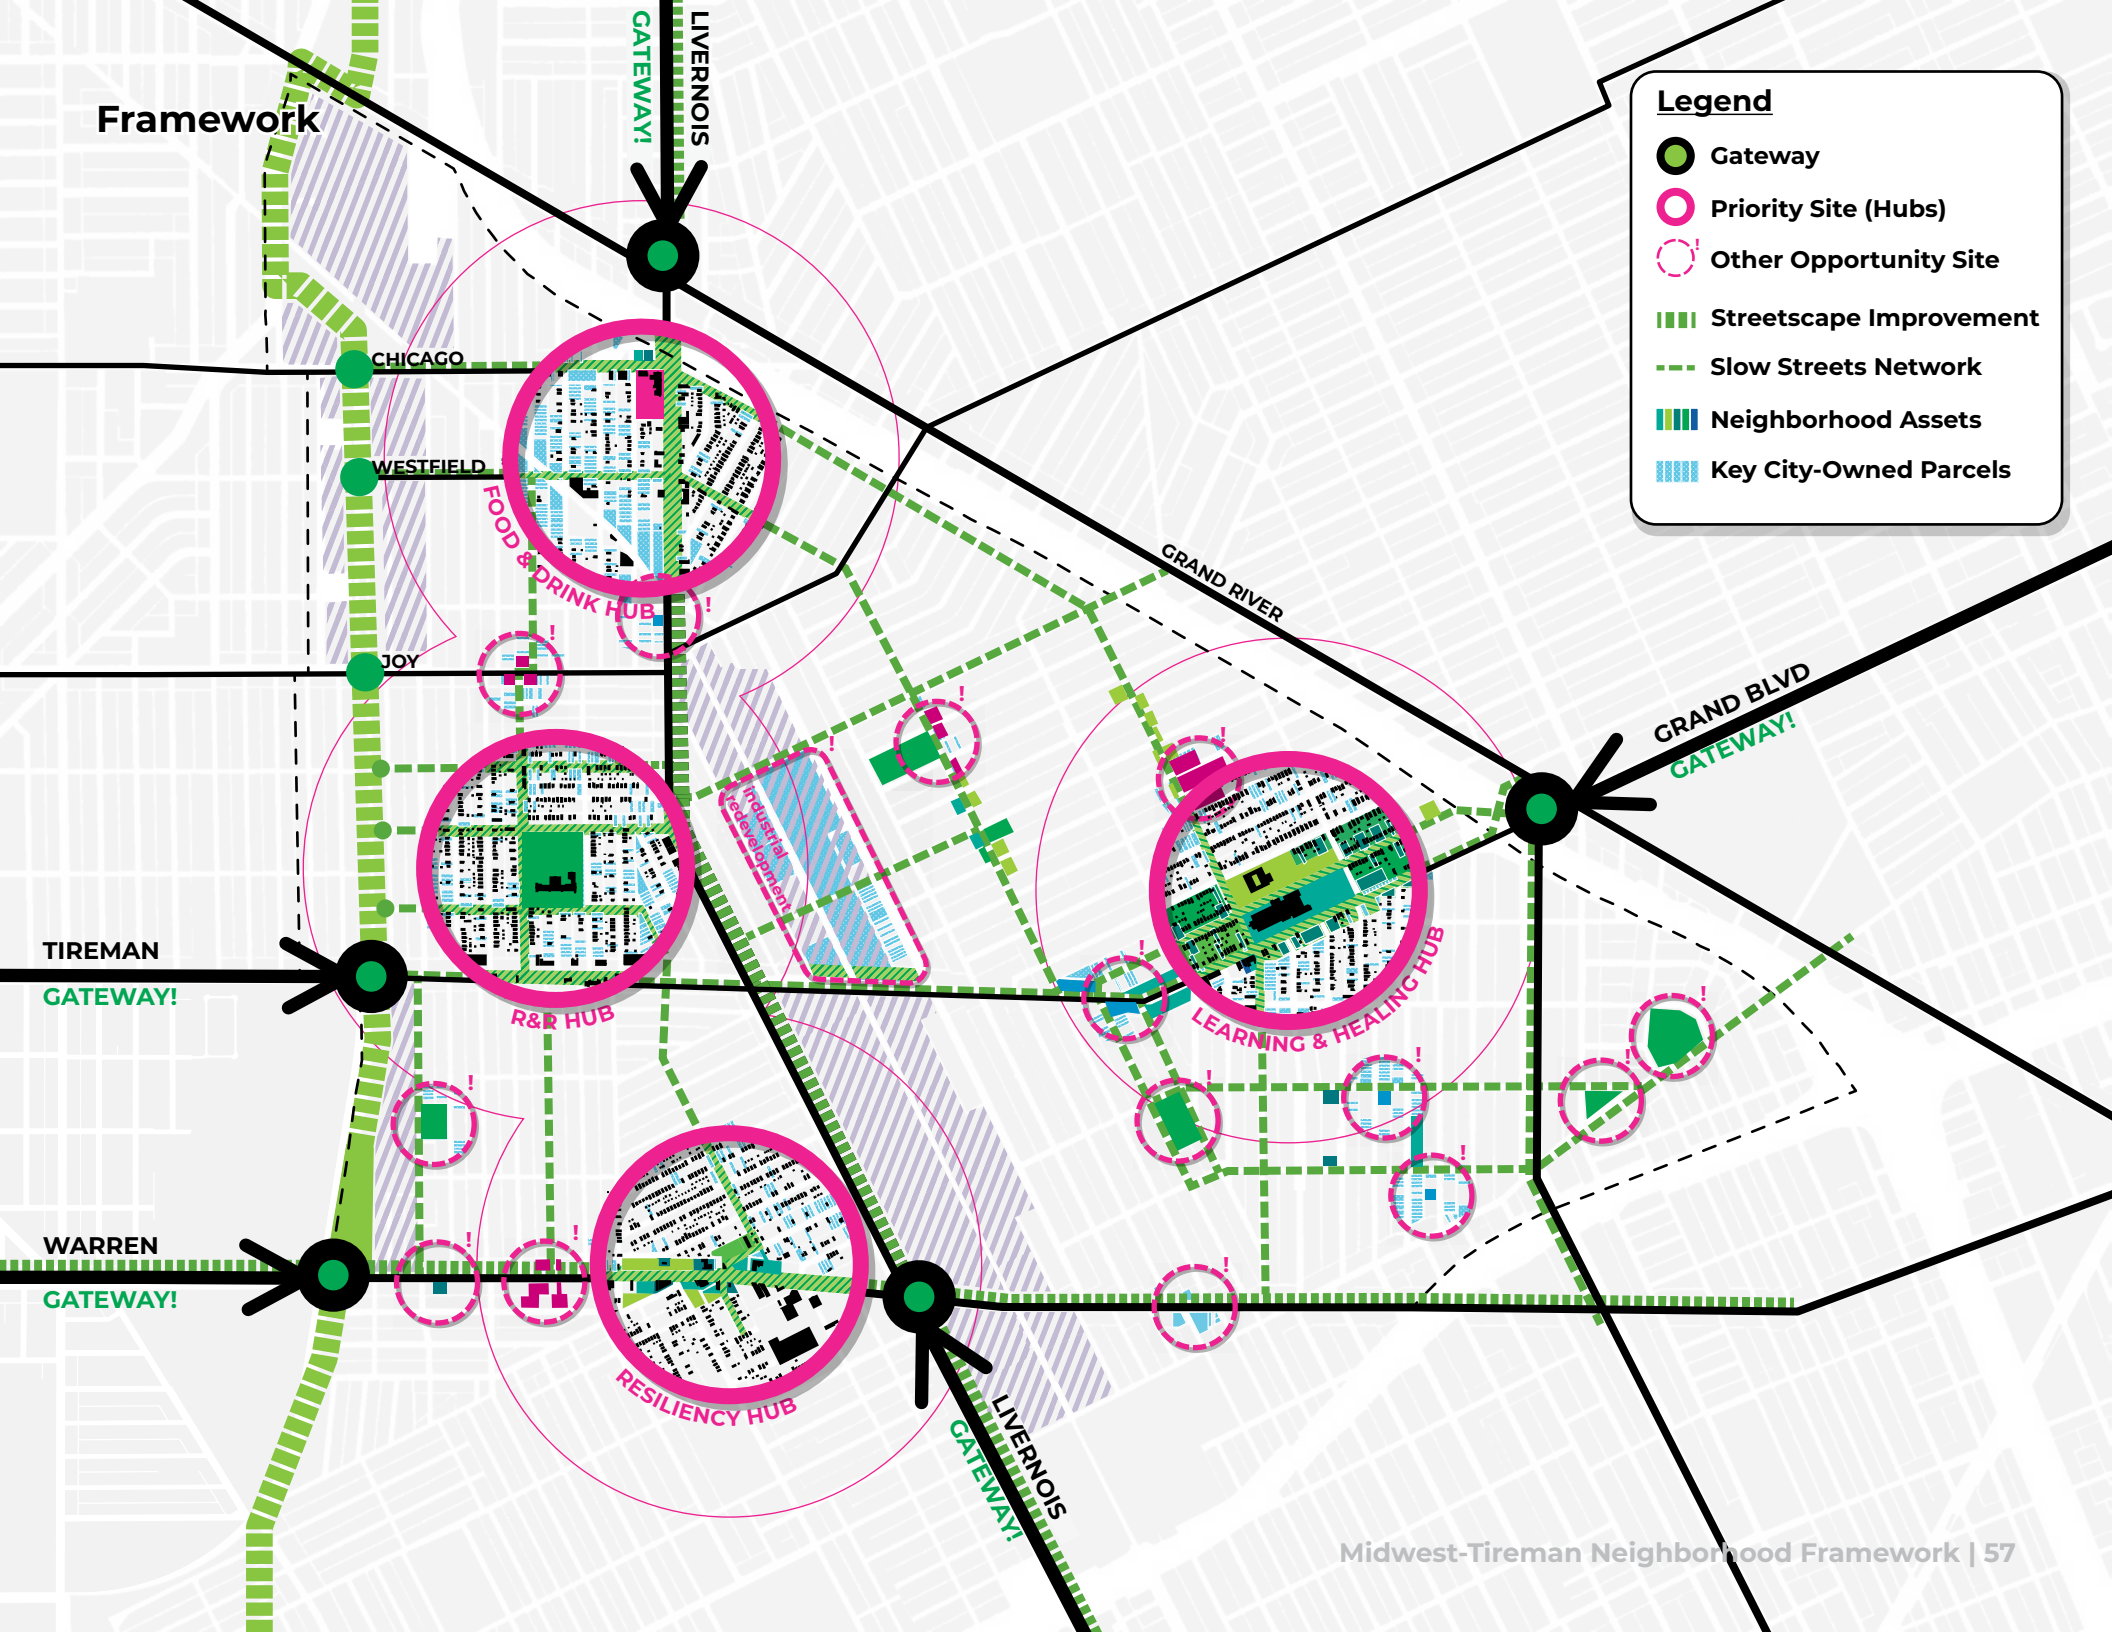 Framework
GATEWAY!
LIVERNOIS
Legend
Gateway
Priority Site (Hubs)
! Other Opportunity Site
Streetscape Improvement
Slow Streets Network
Neighborhood Assets
Key City-Owned Parcels
CHICAGO
WESTFIELD
FOOD & DRINK HUB
!
!
JOY
GRAND RIVER
GRAND BLVD
GATEWAY!
!
!
!
industrial
redevelopment
TIREMAN
GATEWAY!
R&R HUB
LEARNING & HEALING HUB
!
!
!
!
!
!
!
WARREN
GATEWAY!
!
!
!
!
RESILIENCY HUB
LIVERNOIS
GATEWAY!
Midwest-Tireman Neighborhood Framework | 57